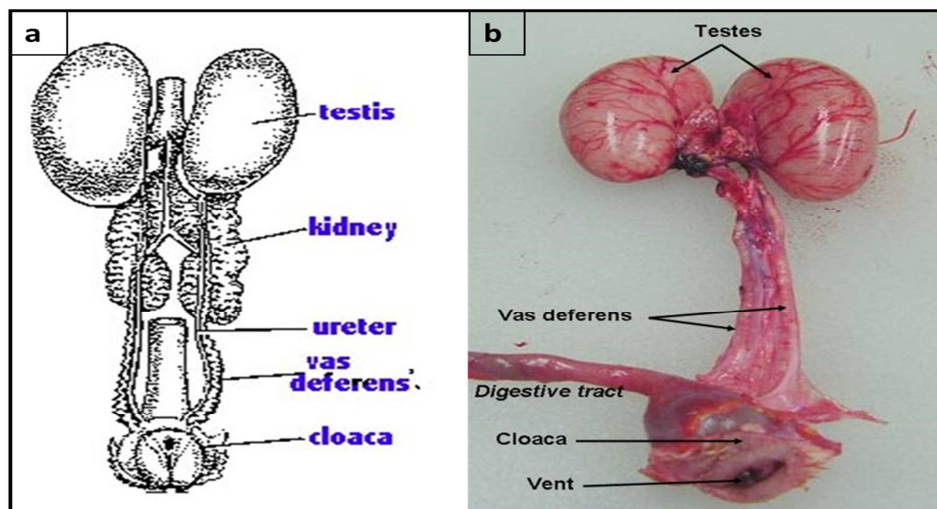 a
testis
kidney
ureter
vas
deferens
cloaca
b
Testes
Vas deferens
Digestive tract
Cloaca
Vent